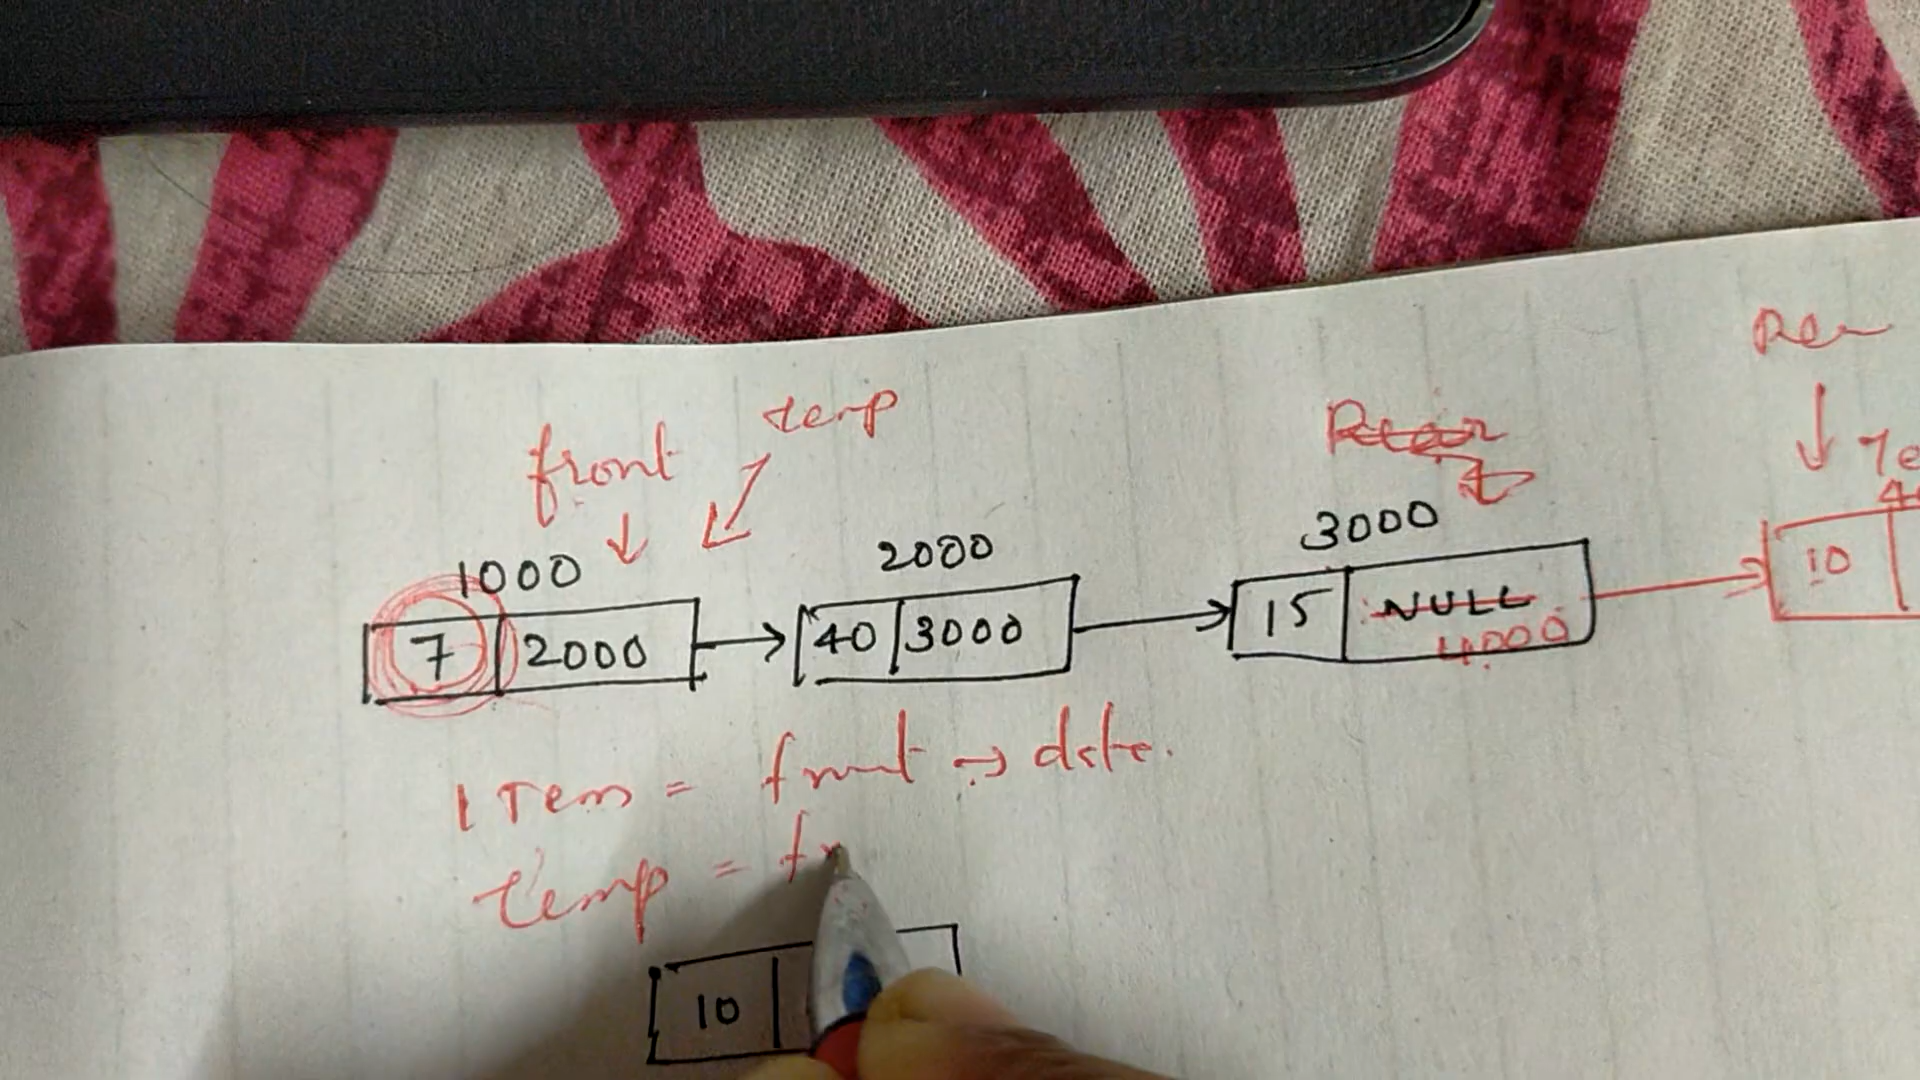 temp
front
Rear
1000
2000
3000
7 2000
40 3000
15 NULL
4000
10
Item = front → data.
temp = fr
10